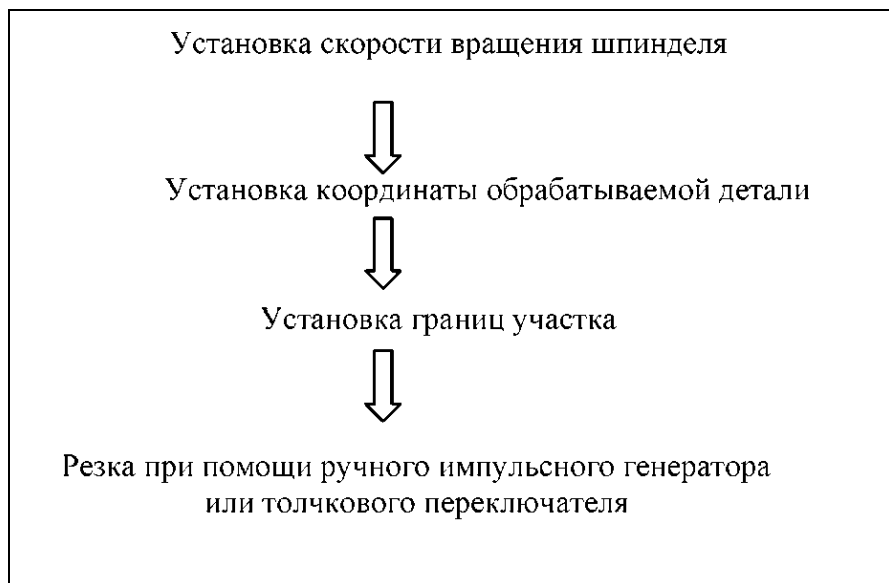 Установка скорости вращения шпинделя
Установка координаты обрабатываемой детали
Установка границ участка
Резка при помощи ручного импульсного генератора
или толчкового переключателя